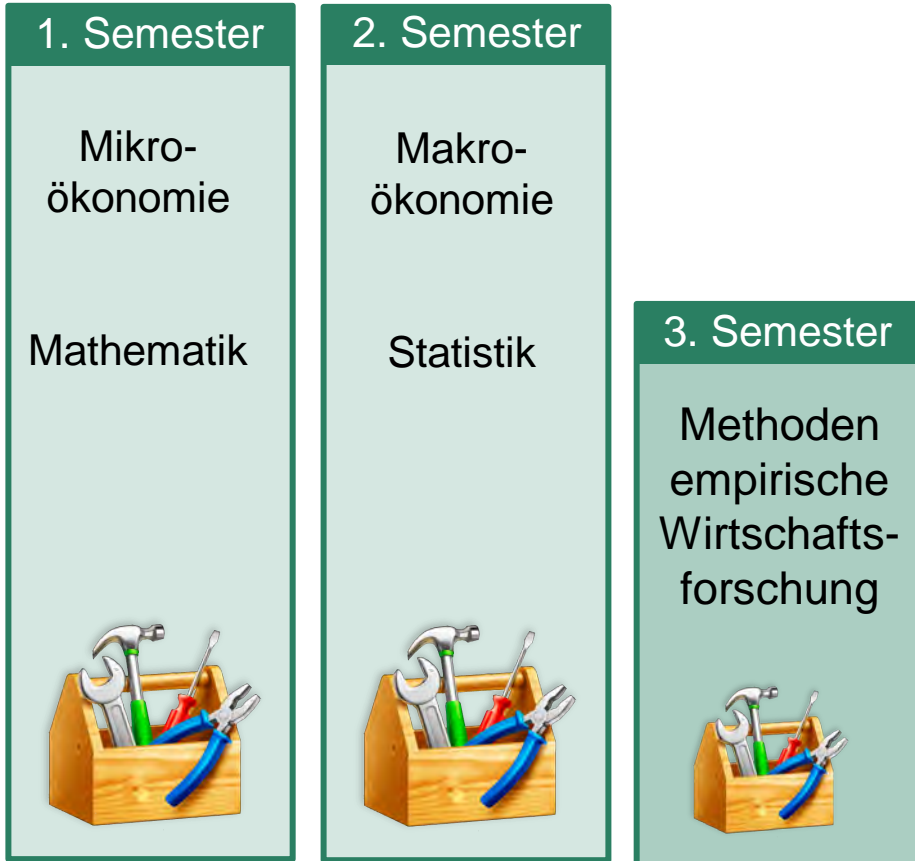 1. Semester
Mikro-
ökonomie
Mathematik
2. Semester
Makro-
ökonomie
Statistik
3. Semester
Methoden
empirische
Wirtschafts-
forschung